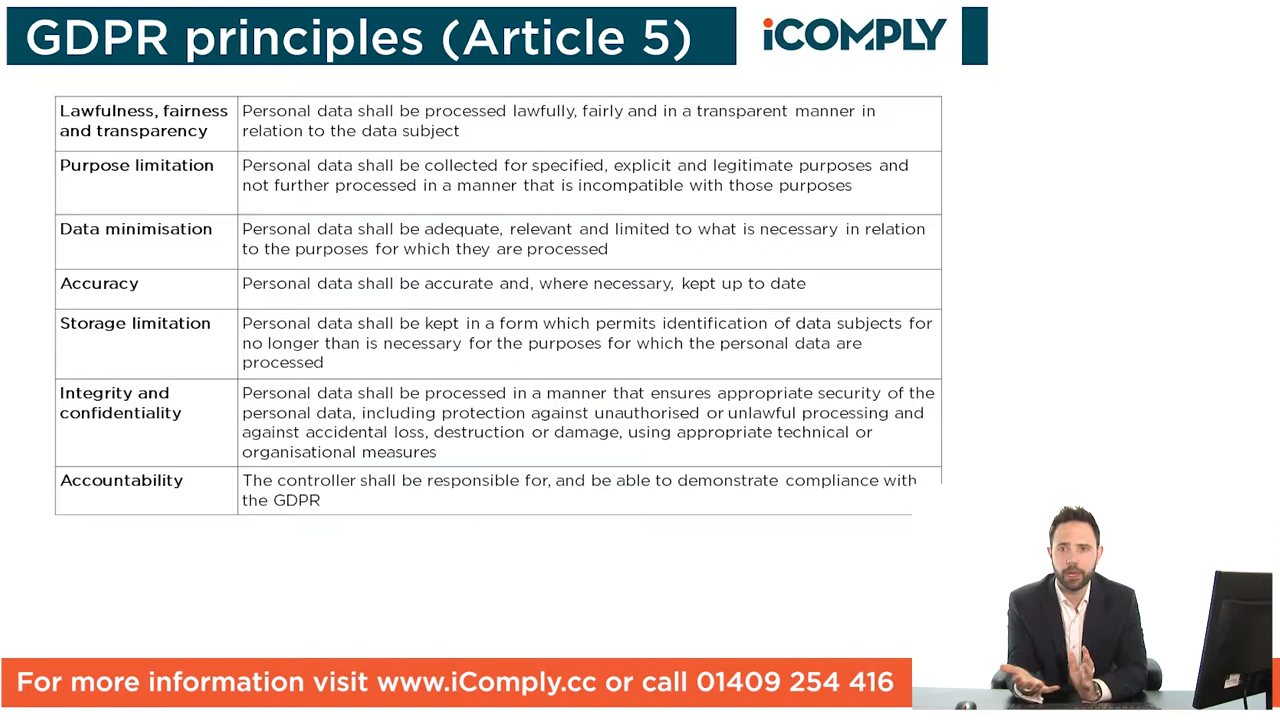 GDPR principles (Article 5)
iCOMPLY
Lawfulness, fairness
and transparency
Personal data shall be processed lawfully, fairly and in a transparent manner in
relation to the data subject
Purpose limitation
Personal data shall be collected for specified, explicit and legitimate purposes and
not further processed in a manner that is incompatible with those purposes
Data minimisation
Personal data shall be adequate, relevant and limited to what is necessary in relation
to the purposes for which they are processed
Accuracy
Personal data shall be accurate and, where necessary, kept up to date
Storage limitation
Personal data shall be kept in a form which permits identification of data subjects for
no longer than is necessary for the purposes for which the personal data are
processed
Integrity and
confidentiality
Personal data shall be processed in a manner that ensures appropriate security of the
personal data, including protection against unauthorised or unlawful processing and
against accidental loss, destruction or damage, using appropriate technical or
organisational measures
Accountability
The controller shall be responsible for, and be able to demonstrate compliance with
the GDPR
For more information visit www.iComply.cc or call 01409 254 416